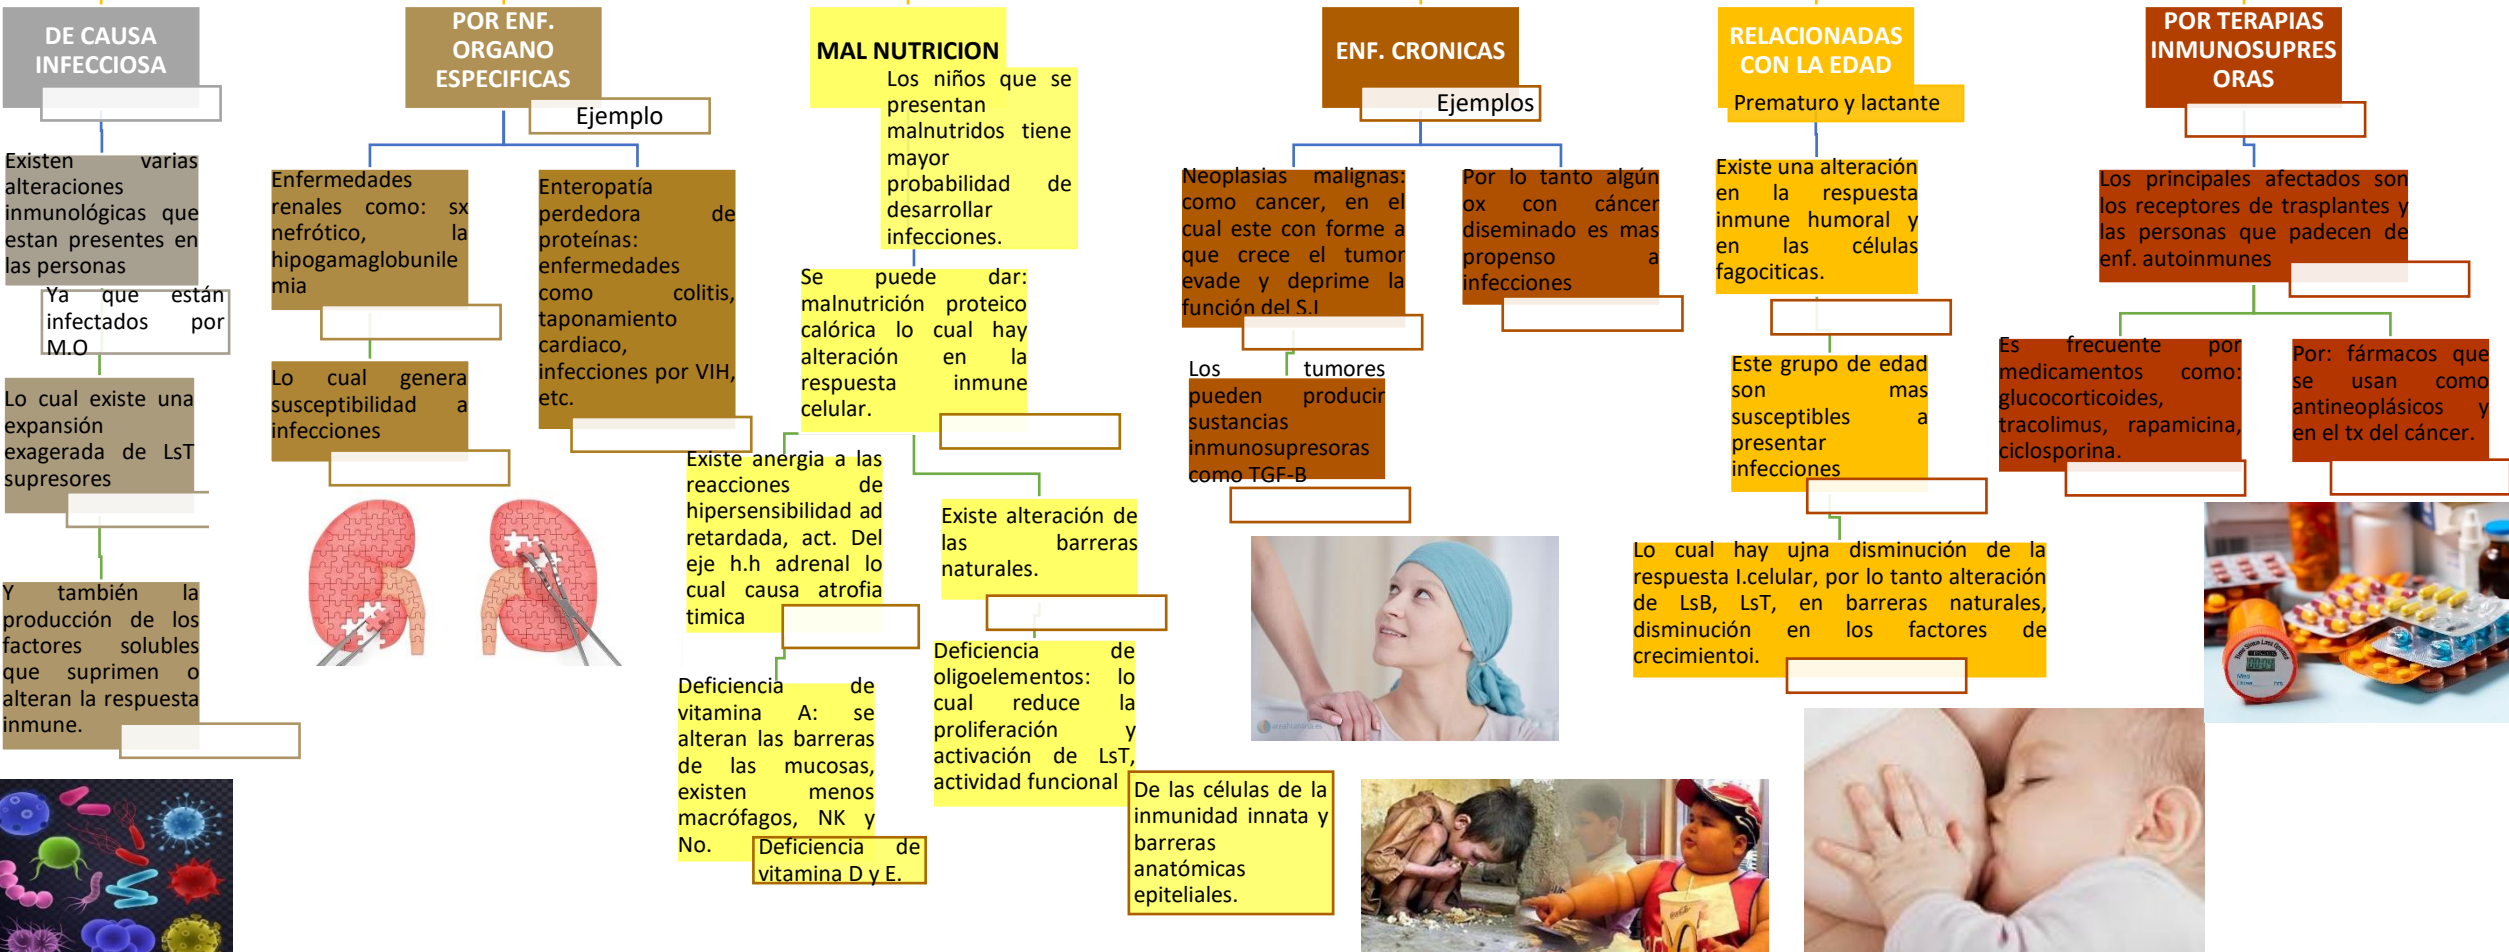 DE CAUSA
INFECCIOSA
Existen varias
alteraciones
inmunológicas que
estan presentes en
las personas
Ya que están
infectados por
M.O
Lo cual existe una
expansión
exagerada de LsT
supresores
Y también la
producción de los
factores solubles
que suprimen o
alteran la respuesta
inmune.
POR ENF.
ORGANO
ESPECIFICAS
Ejemplo
Enfermedades
renales como: sx
nefrótico, la
hipogamaglobunile
mia
Lo cual genera
susceptibilidad a
infecciones
Enteropatía
perdedora de
proteínas:
enfermedades
como colitis,
taponamiento
cardiaco,
infecciones por VIH,
etc.
MAL NUTRICION
Los niños que se
presentan
malnutridos tiene
mayor
probabilidad de
desarrollar
infecciones.
Se puede dar:
malnutrición proteico
calórica lo cual hay
alteración en la
respuesta inmune
celular.
Existe anergia a las
reacciones de
hipersensibilidad ad
retardada, act. Del
eje h.h adrenal lo
cual causa atrofia
timica
Deficiencia de
vitamina A: se
alteran las barreras
de las mucosas,
existen menos
macrófagos, NK y
No.
Deficiencia de
vitamina D y E.
Existe alteración de
las barreras
naturales.
Deficiencia de
oligoelementos: lo
cual reduce la
proliferación y
activación de LsT,
actividad funcional
De las células de la
inmunidad innata y
barreras
anatómicas
epiteliales.
ENF. CRONICAS
Ejemplos
Neoplasias malignas:
como cancer, en el
cual este con forme a
que crece el tumor
evade y deprime la
función del S.I
Los tumores
pueden producir
sustancias
inmunosupresoras
como TGF-B
Por lo tanto algún
ox con cáncer
diseminado es mas
propenso a
infecciones
RELACIONADAS
CON LA EDAD
Prematuro y lactante
Existe una alteración
en la respuesta
inmune humoral y
en las células
fagociticas.
Este grupo de edad
son mas
susceptibles a
presentar
infecciones
Lo cual hay ujna disminución de la
respuesta I.celular, por lo tanto alteración
de LsB, LsT, en barreras naturales,
disminución en los factores de
crecimientoi.
POR TERAPIAS
INMUNOSUPRES
ORAS
Los principales afectados son
los receptores de trasplantes y
las personas que padecen de
enf. autoinmunes
Es frecuente por
medicamentos como:
glucocorticoides,
tracolimus, rapamicina,
ciclosporina.
Por: fármacos que
se usan como
antineoplásicos y
en el tx del cáncer.